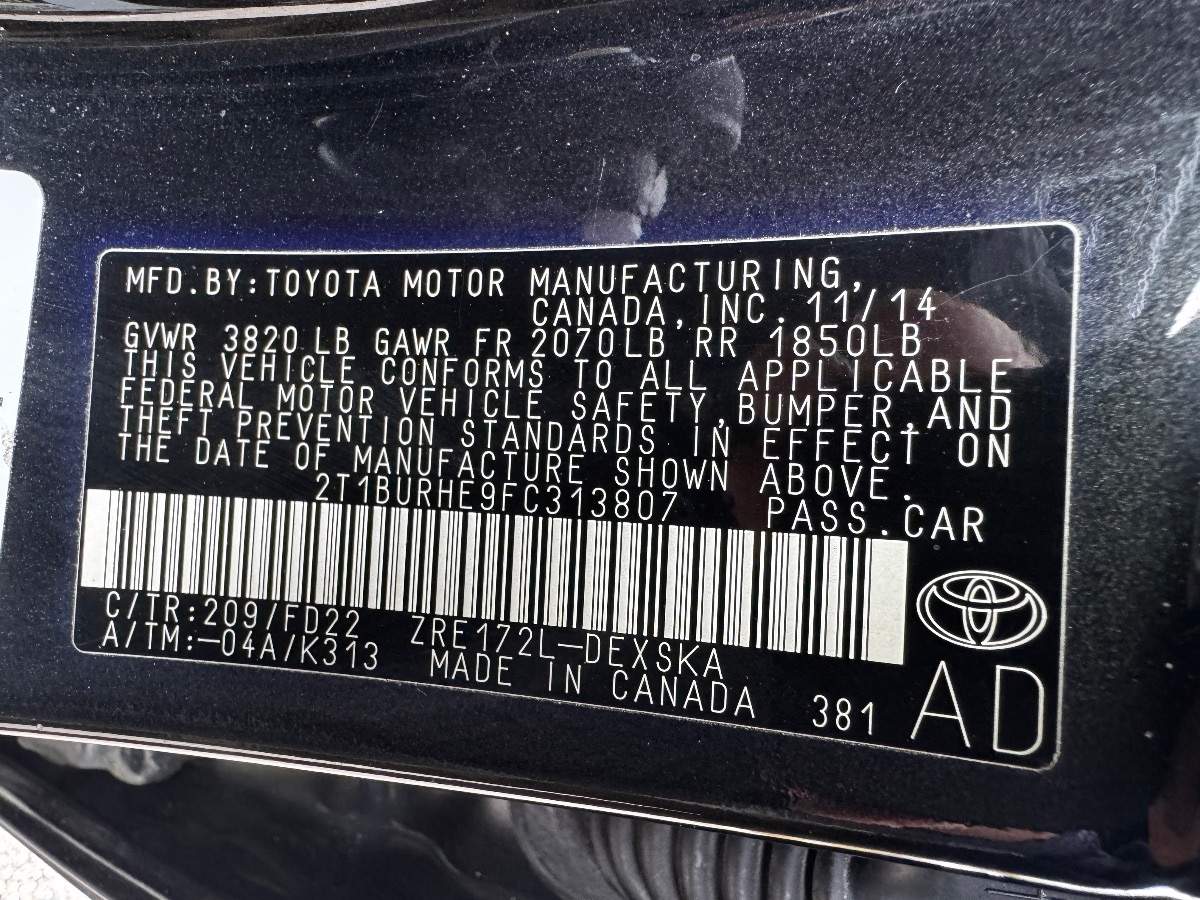 MFD.BY:TOYOTA MOTOR MANUFACTURING,
CANADA,INC. 11/14
GVWR 3820 LB GAWR FR 2070LB RR 1850LB
THIS VEHICLE CONFORMS TO ALL APPLICABLE
FEDERAL MOTOR VEHICLE SAFETY,BUMPER,AND
THEFT PREVENTION STANDARDS IN EFFECT ON
THE DATE OF MANUFACTURE SHOWN ABOVE.
2T1BURHE9FC313807 PASS.CAR
C/TR:209/FD22 ZRE172L-DEXSKA
A/TM:-04A/K313 MADE IN CANADA 381 AD